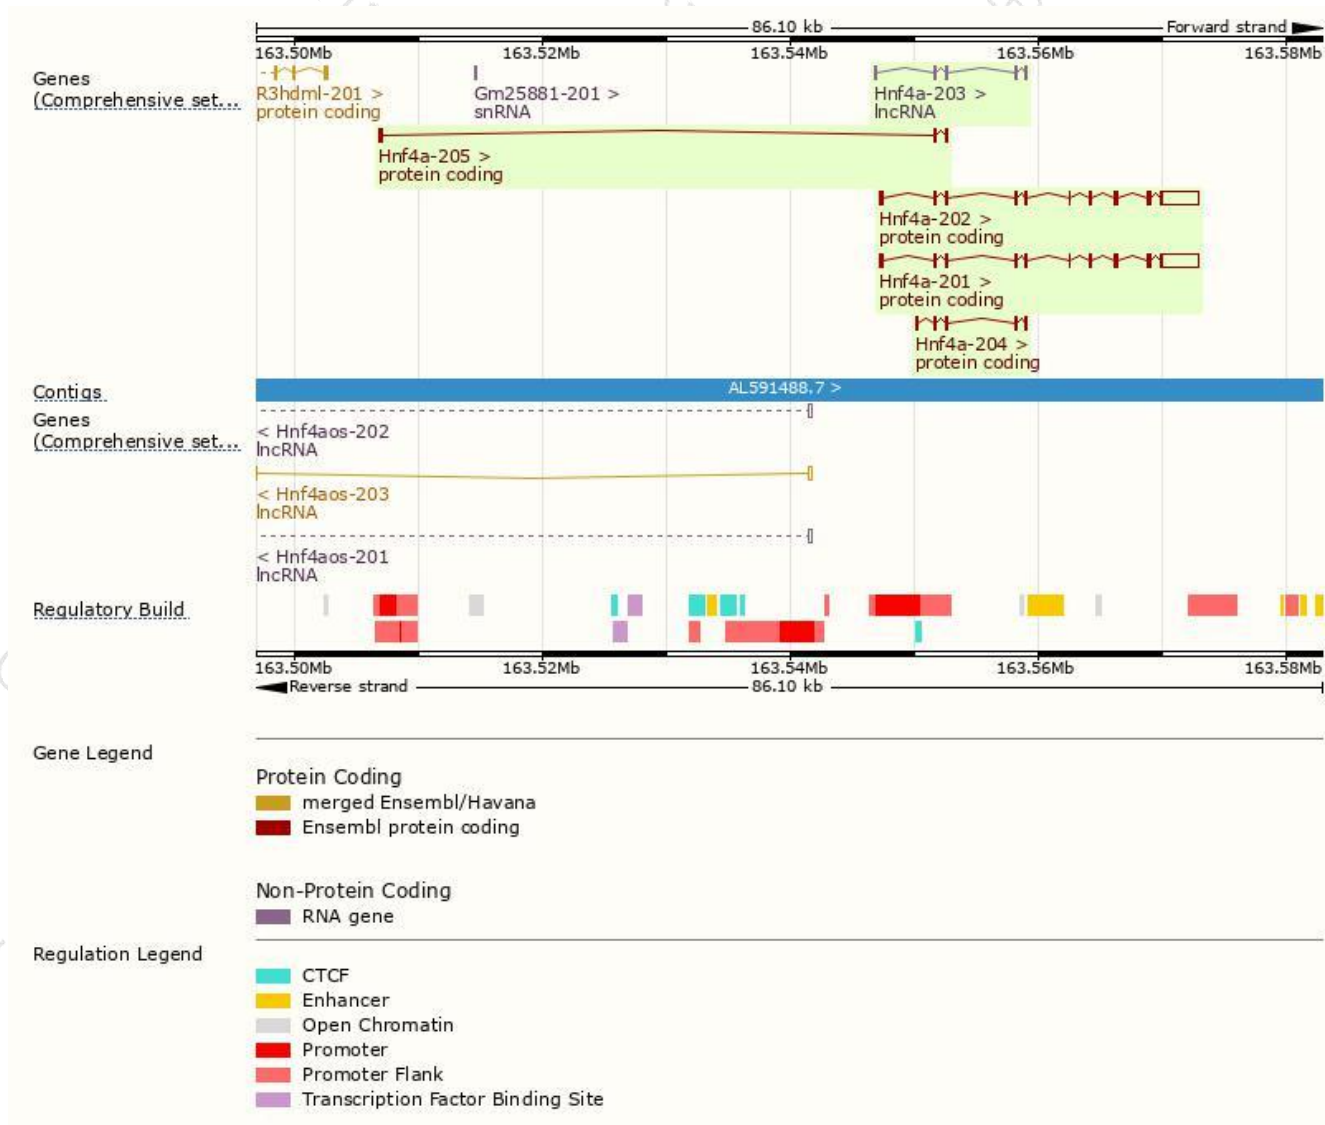 86.10 kb
Forward strand
163.50Mb 163.52Mb 163.54Mb 163.56Mb 163.58Mb
Genes
(Comprehensive set...
R3hdml-201 >
protein coding
Gm25881-201 >
snRNA
Hnf4a-203 >
lncRNA
Hnf4a-205 >
protein coding
Hnf4a-202 >
protein coding
Hnf4a-201 >
protein coding
Hnf4a-204 >
protein coding
Contigs
AL591488.7 >
Genes
(Comprehensive set...
< Hnf4aos-202
lncRNA
< Hnf4aos-203
lncRNA
< Hnf4aos-201
lncRNA
Regulatory Build
163.50Mb 163.52Mb 163.54Mb 163.56Mb 163.58Mb
Reverse strand
86.10 kb
Gene Legend
Protein Coding
merged Ensembl/Havana
Ensembl protein coding
Non-Protein Coding
RNA gene
Regulation Legend
CTCF
Enhancer
Open Chromatin
Promoter
Promoter Flank
Transcription Factor Binding Site